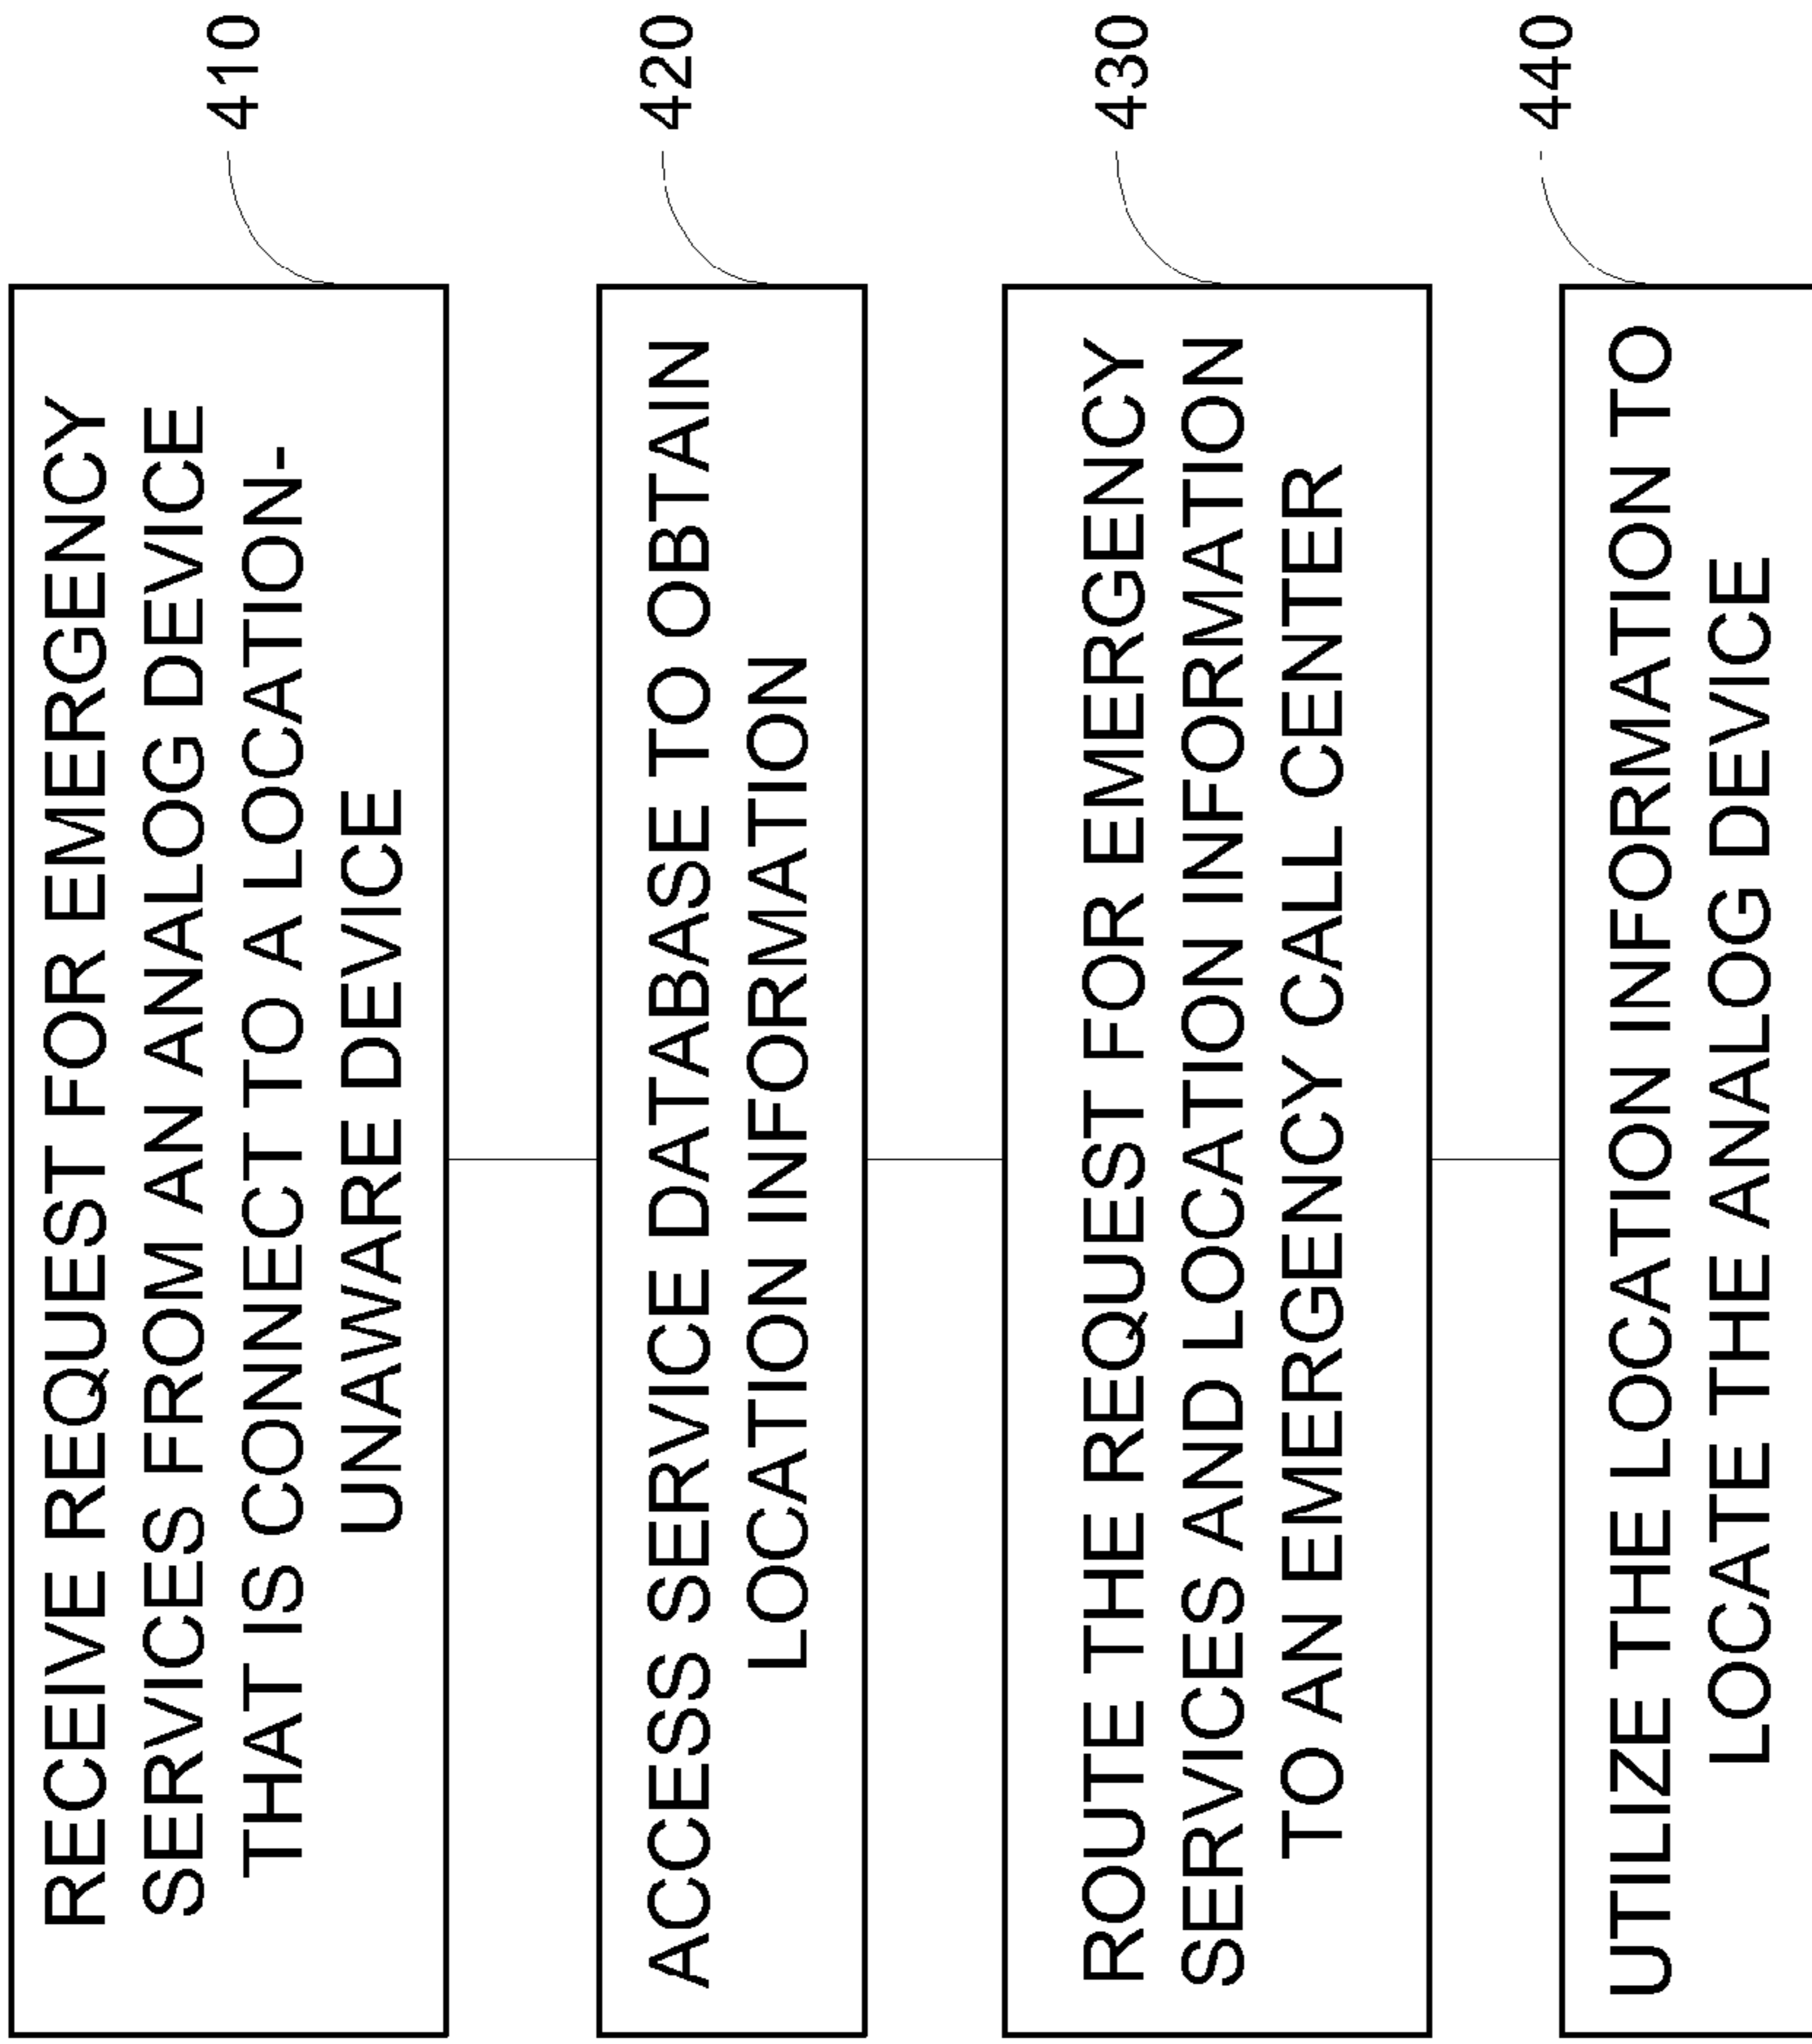 RECEIVE REQUEST FOR EMERGENCY
SERVICES FROM AN ANALOG DEVICE
THAT IS CONNECT TO A LOCATION-
UNAWARE DEVICE
410
ACCESS SERVICE DATABASE TO OBTAIN
LOCATION INFORMATION
420
ROUTE THE REQUEST FOR EMERGENCY
SERVICES AND LOCATION INFORMATION
TO AN EMERGENCY CALL CENTER
430
UTILIZE THE LOCATION INFORMATION TO
LOCATE THE ANALOG DEVICE
440